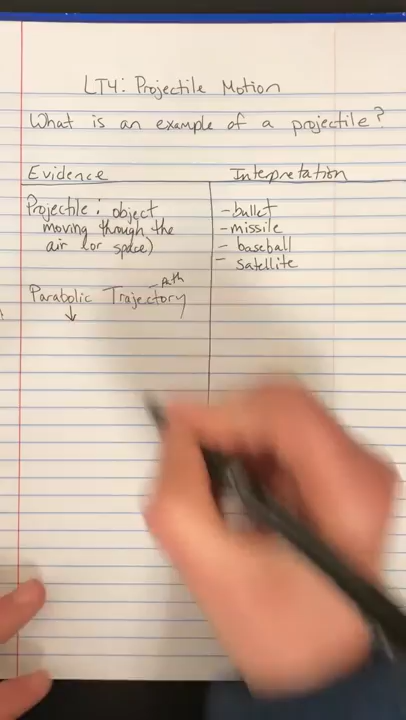 LT4: Projectile Motion
What is an example of a projectile?
Evidence
Interpretation
Projectile: object
moving through the
air (or space)
-bullet
-missile
- baseball
- satellite
-Path
Parabolic Trajectory
↓